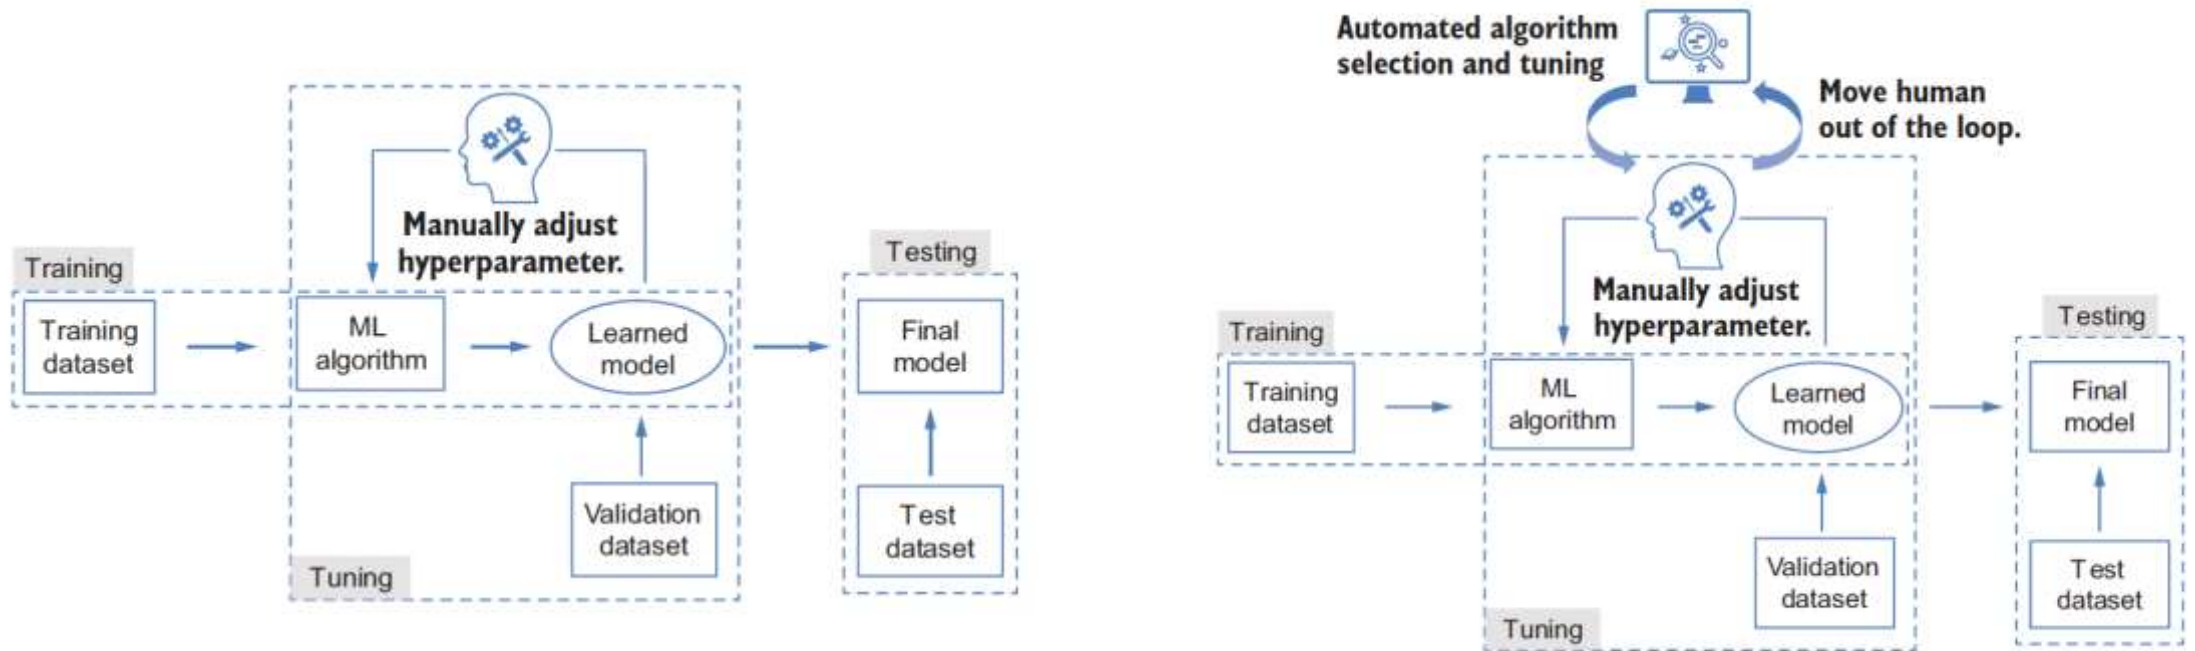 Manually adjust
hyperparameter.
Training
Training
dataset
ML
algorithm
Learned
model
Validation
dataset
Tuning
Testing
Final
model
Test
dataset
Automated algorithm
selection and tuning
Move human
out of the loop.
Manually adjust
hyperparameter.
Training
Training
dataset
ML
algorithm
Learned
model
Validation
dataset
Tuning
Testing
Final
model
Test
dataset